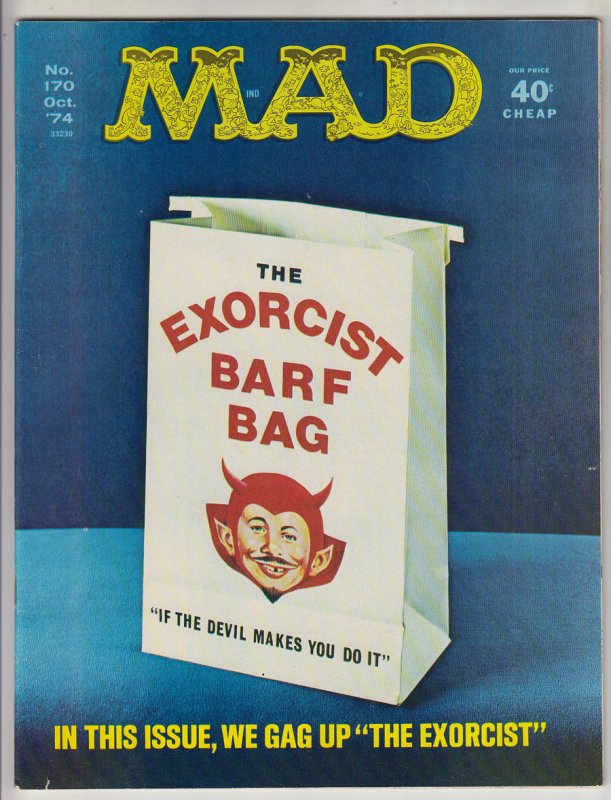 No.
170
Oct.
'74
33230
MAD
IND
OUR PRICE
40¢
CHEAP
THE
EXORCIST
BARF
BAG
"IF THE DEVIL MAKES YOU DO IT"
IN THIS ISSUE, WE GAG UP "THE EXORCIST"